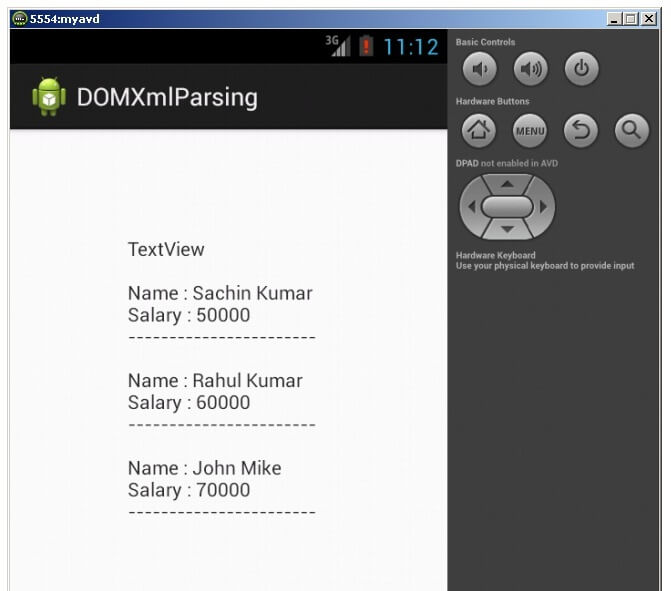 5554:myavd
3G 11:12
DOMXmlParsing
TextView
Name : Sachin Kumar
Salary : 50000
-----------------------
Name : Rahul Kumar
Salary : 60000
-----------------------
Name : John Mike
Salary : 70000
-----------------------
Basic Controls
Hardware Buttons
MENU
DPAD not enabled in AVD
Hardware Keyboard
Use your physical keyboard to provide input